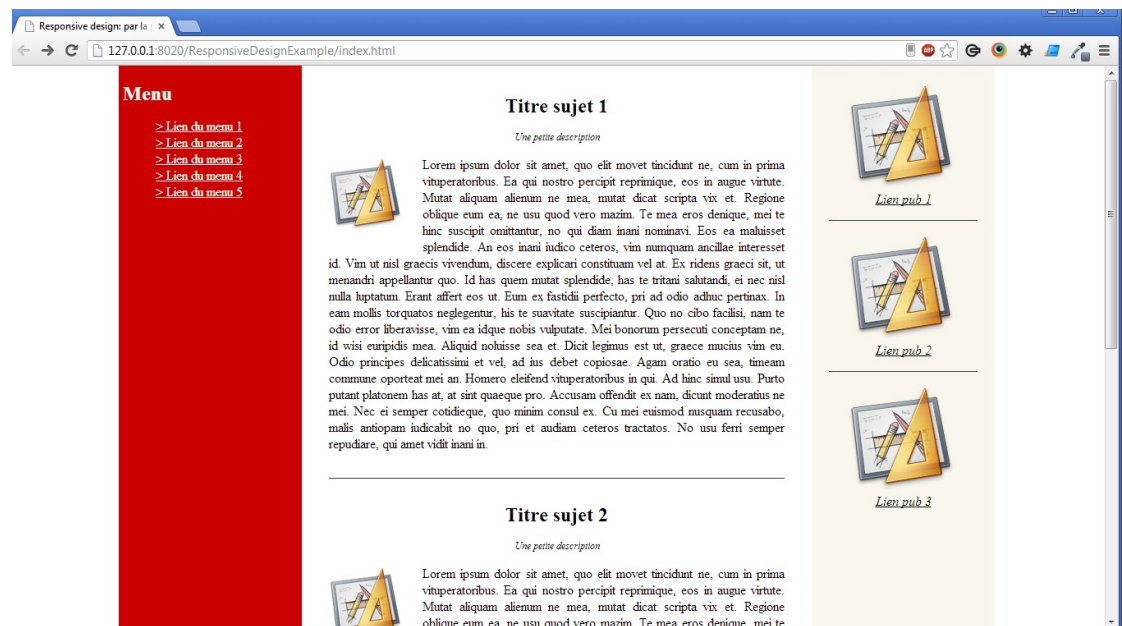 Responsive design: par la
127.0.0.1:8020/ResponsiveDesignExample/index.html
ABP
Menu
> Lien du menu 1
> Lien du menu 2
> Lien du menu 3
> Lien du menu 4
> Lien du menu 5
Titre sujet 1
Une petite description
Lorem ipsum dolor sit amet, quo elit movet tincidunt ne, cum in prima
vituperatoribus. Ea qui nostro percipit reprimique, eos in augue virtute.
Mutat aliquam alienum ne mea, mutat dicat scripta vix et. Regione
oblique eum ea, ne usu quod vero mazim. Te mea eros denique, mei te
hinc suscipit omittantur, no qui diam inani nominavi. Eos ea maluisset
splendide. An eos inani iudico ceteros, vim numquam ancillae interesset
id. Vim ut nisl graecis vivendum, discere explicari constituam vel at. Ex ridens graeci sit, ut
menandri appellantur quo. Id has quem mutat splendide, has te tritani salutandi, ei nec nisl
nulla luptatum. Erant affert eos ut. Eum ex fastidii perfecto, pri ad odio adhuc pertinax. In
eam mollis torquatos neglegentur, his te suavitate suscipiantur. Quo no cibo facilisi, nam te
odio error liberavisse, vim ea idque nobis vulputate. Mei bonorum persecuti conceptam ne,
id wisi euripidis mea. Aliquid noluisse sea et. Dicit legimus est ut, graece mucius vim eu.
Odio principes delicatissimi et vel, ad ius debet copiosae. Agam oratio eu sea, timeam
commune oporteat mei an. Homero eleifend vituperatoribus in qui. Ad hinc simul usu. Purto
putant platonem has at, at sint quaeque pro. Accusam offendit ex nam, dicunt moderatius ne
mei. Nec ei semper cotidieque, quo minim consul ex. Cu mei euismod nusquam recusabo,
malis antiopam iudicabit no quo, pri et audiam ceteros tractatos. No usu ferri semper
repudiare, qui amet vidit inani in.
Titre sujet 2
Une petite description
Lorem ipsum dolor sit amet, quo elit movet tincidunt ne, cum in prima
vituperatoribus. Ea qui nostro percipit reprimique, eos in augue virtute.
Mutat aliquam alienum ne mea, mutat dicat scripta vix et. Regione
oblique eum ea, ne usu quod vero mazim. Te mea eros denique, mei te
Lien pub 1
Lien pub 2
Lien pub 3